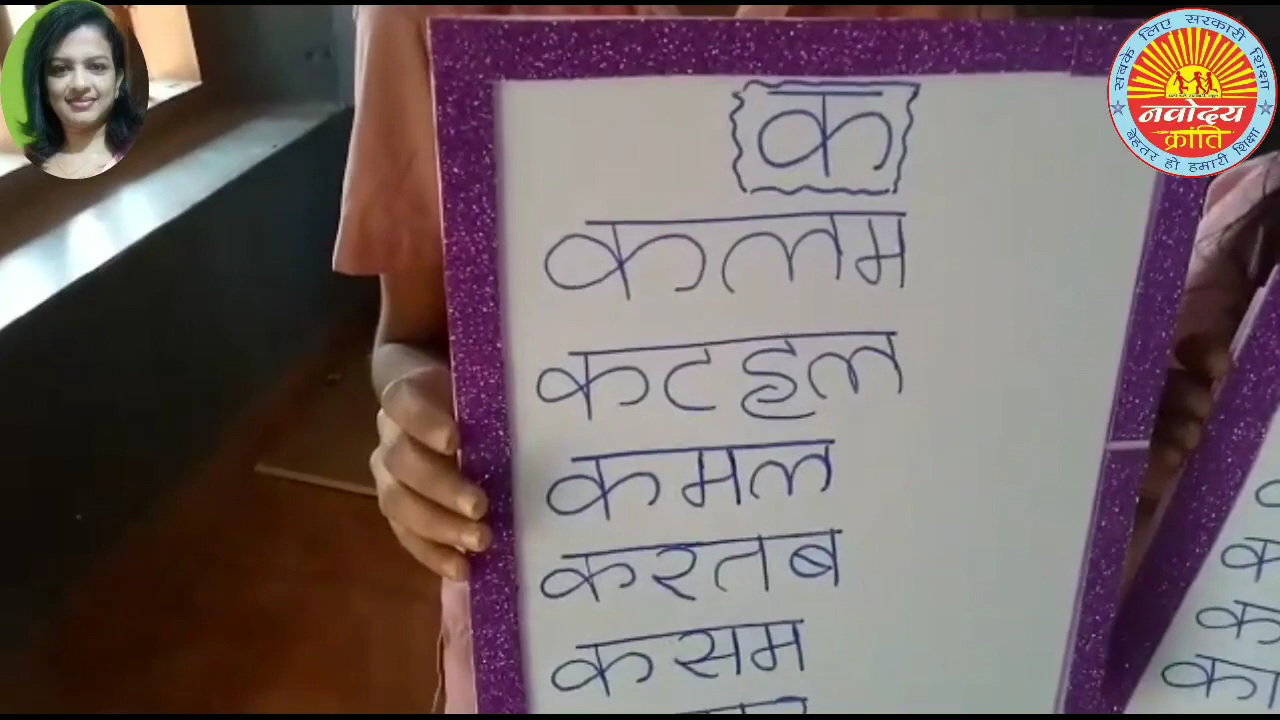 सबके लिए सरकारी शिक्षा
नवोदय
क्रांति
बेहतर हो हमारी शिक्षा
क
कलम
कटहल
कमल
करतब
कसम